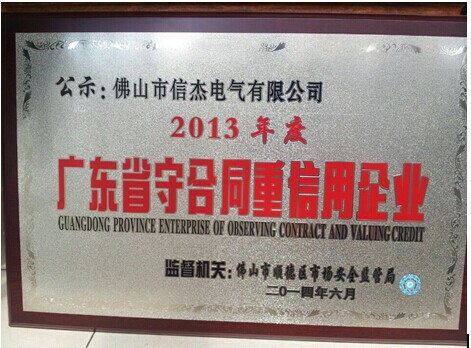 公示：佛山市信杰电气有限公司
2013年度
广东省守合同重信用企业
GUANGDONG PROVINCE ENTERPRISE OF OBSERVING CONTRACT AND VALUING CREDIT
监督机关：佛山市顺德区市场安全监管局
二〇一四年六月